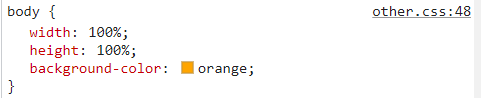 body { other.css:48
width: 100%;
height: 100%;
background-color: orange;
}